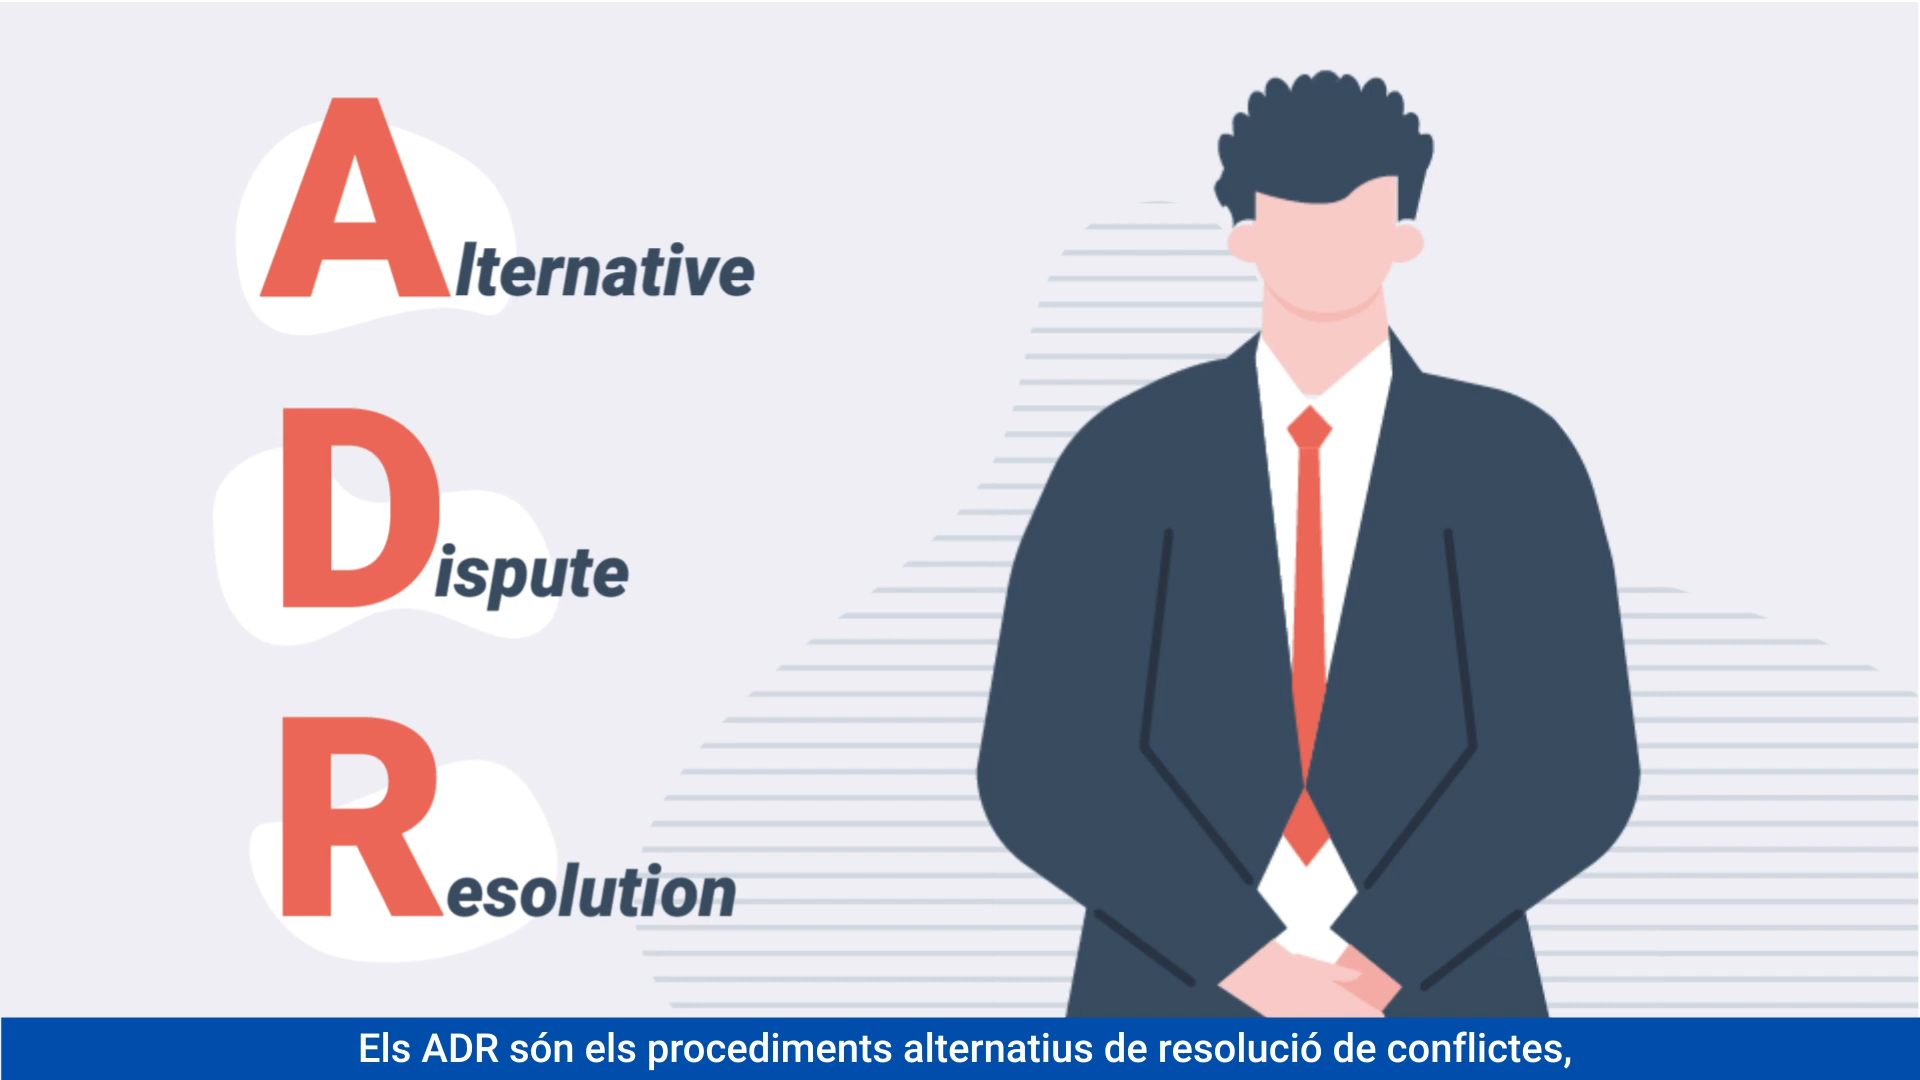 Alternative
Dispute
Resolution
Els ADR són els procediments alternatius de resolució de conflictes,